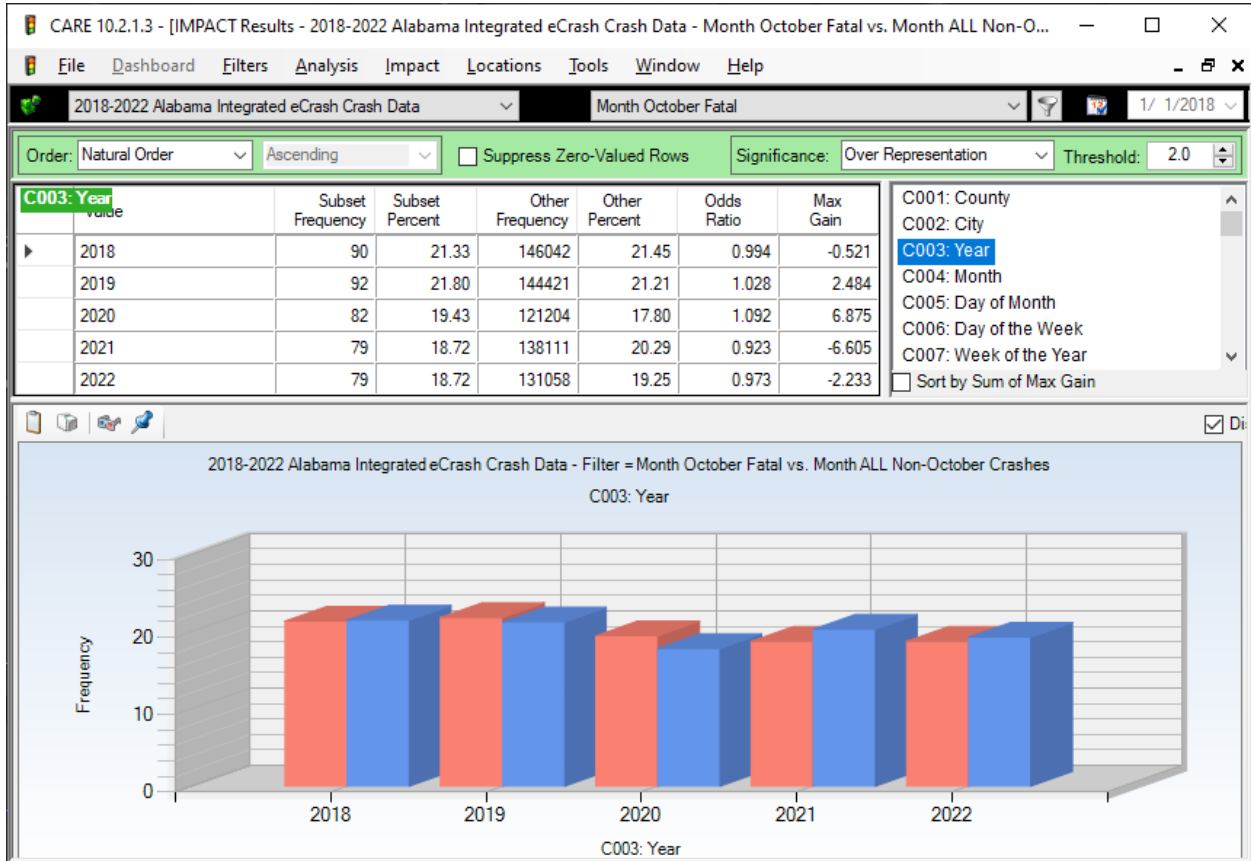 CARE 10.2.1.3 - [IMPACT Results - 2018-2022 Alabama Integrated eCrash Crash Data - Month October Fatal vs. Month ALL Non-O...
File Dashboard Filters Analysis Impact Locations Tools Window Help
2018-2022 Alabama Integrated eCrash Crash Data Month October Fatal 1/ 1/2018
Order: Natural Order Ascending Suppress Zero-Valued Rows Significance: Over Representation Threshold: 2.0
C003: Year
Value Subset Frequency Subset Percent Other Frequency Other Percent Odds Ratio Max Gain
2018 90 21.33 146042 21.45 0.994 -0.521
2019 92 21.80 144421 21.21 1.028 2.484
2020 82 19.43 121204 17.80 1.092 6.875
2021 79 18.72 138111 20.29 0.923 -6.605
2022 79 18.72 131058 19.25 0.973 -2.233
C001: County
C002: City
C003: Year
C004: Month
C005: Day of Month
C006: Day of the Week
C007: Week of the Year
Sort by Sum of Max Gain
Di
2018-2022 Alabama Integrated eCrash Crash Data - Filter = Month October Fatal vs. Month ALL Non-October Crashes
C003: Year
30
20
10
0
Frequency
2018 2019 2020 2021 2022
C003: Year